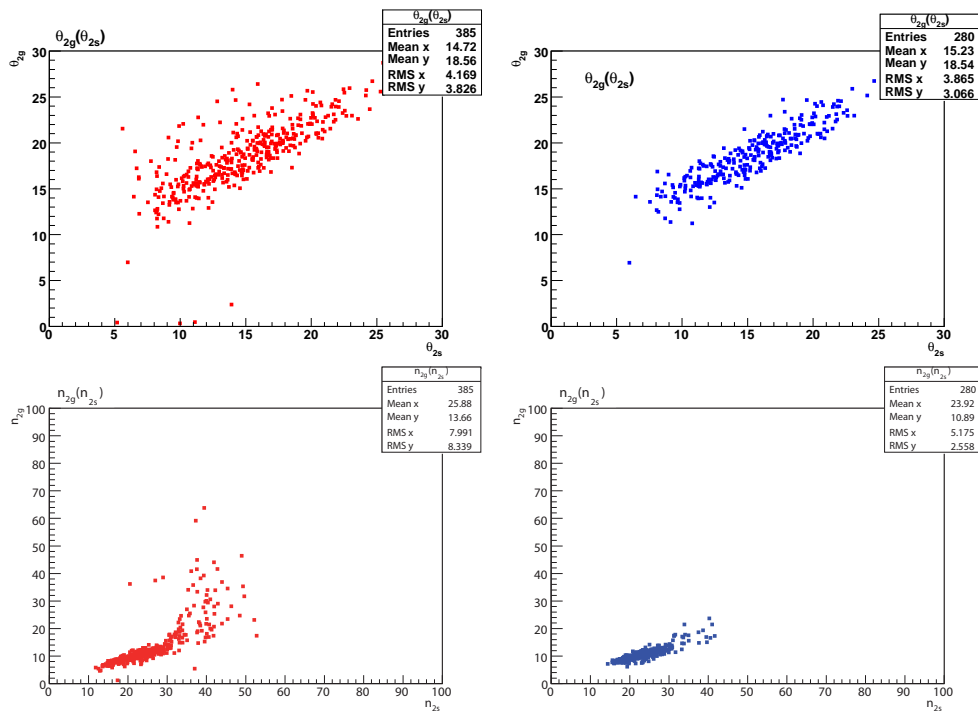 θ2g(θ2s)
Entries 385
Mean x 14.72
Mean y 18.56
RMS x 4.169
RMS y 3.826
θ2g(θ2s)
θ2g
30
25
20
15
10
5
0
0 5 10 15 20 25 30
θ2s
θ2g(θ2s)
Entries 280
Mean x 15.23
Mean y 18.54
RMS x 3.865
RMS y 3.066
θ2g(θ2s)
θ2g
30
25
20
15
10
5
0
0 5 10 15 20 25 30
θ2s
n2g(n2s)
Entries 385
Mean x 25.88
Mean y 13.66
RMS x 7.991
RMS y 8.339
n2g(n2s)
n2g
100
90
80
70
60
50
40
30
20
10
0
0 10 20 30 40 50 60 70 80 90 100
n2s
n2g(n2s)
Entries 280
Mean x 23.92
Mean y 10.89
RMS x 5.175
RMS y 2.558
n2g(n2s)
n2g
100
90
80
70
60
50
40
30
20
10
0
0 10 20 30 40 50 60 70 80 90 100
n2s